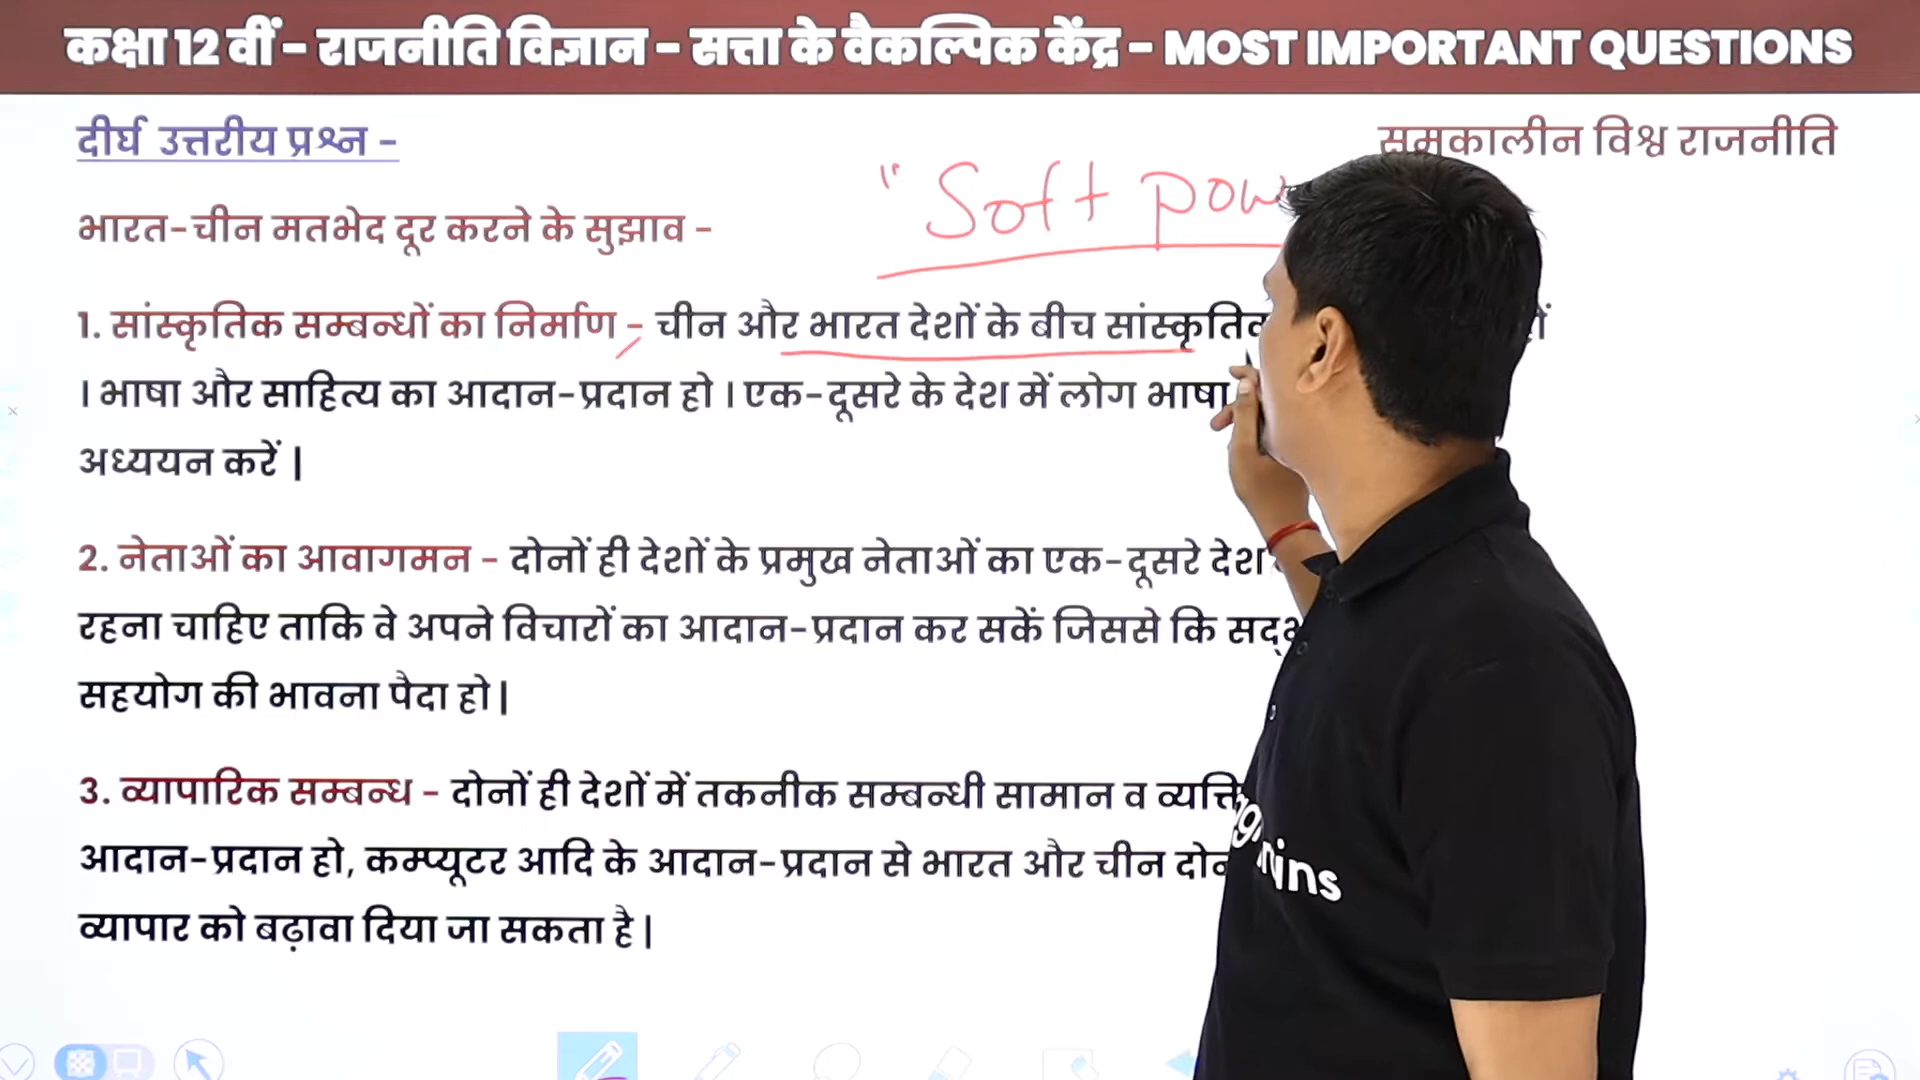 कक्षा 12 वीं - राजनीति विज्ञान - सत्ता के वैकल्पिक केंद्र - MOST IMPORTANT QUESTIONS
दीर्घ उत्तरीय प्रश्न -
समकालीन विश्व राजनीति
"Soft
भारत-चीन मतभेद दूर करने के सुझाव -
1. सांस्कृतिक सम्बन्धों का निर्माण - चीन और भारत देशों के बीच
। भाषा और साहित्य का आदान-प्रदान हो । एक-दूसरे के देश में लोग भाषा
अध्ययन करें |
2. नेताओं का आवागमन - दोनों ही देशों के प्रमुख नेताओं का एक-दूसरे देश
रहना चाहिए ताकि वे अपने विचारों का आदान-प्रदान कर सकें जिससे कि
सहयोग की भावना पैदा हो |
3. व्यापारिक सम्बन्ध - दोनों ही देशों में तकनीक सम्बन्धी सामान व
आदान-प्रदान हो, कम्प्यूटर आदि के आदान-प्रदान से भारत और चीन
व्यापार को बढ़ावा दिया जा सकता है |